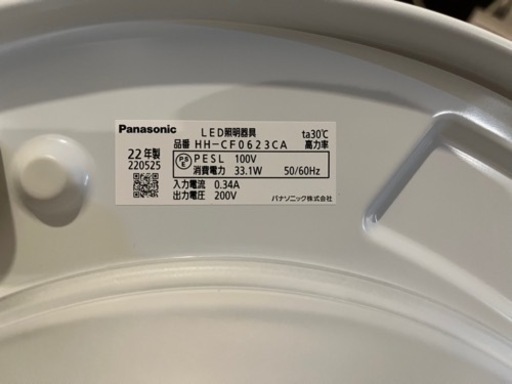 Panasonic LED照明器具 ta30℃
品番 HH-CF0623CA 高力率
22年製
220525
PS E PESL 100V
消費電力 33.1W 50/60Hz
入力電流 0.34A
出力電圧 200V
パナソニック株式会社